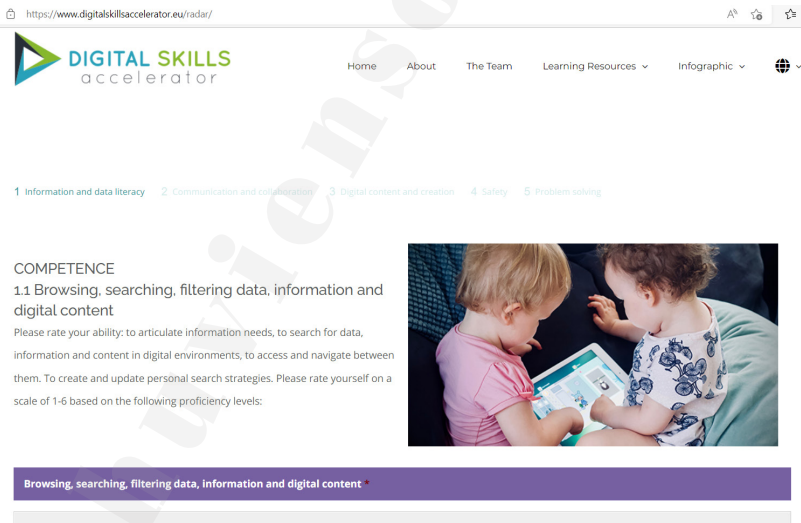 https://www.digitalskillsaccelerator.eu/radar/
DIGITAL SKILLS
accelerator
Home About The Team Learning Resources Infographic
1 Information and data literacy 2 Communication and collaboration 3 Digital content and creation 4 Safety 5 Problem solving
COMPETENCE
1.1 Browsing, searching, filtering data, information and
digital content
Please rate your ability: to articulate information needs, to search for data,
information and content in digital environments, to access and navigate between
them. To create and update personal search strategies. Please rate yourself on a
scale of 1-6 based on the following proficiency levels:
Browsing, searching, filtering data, information and digital content *